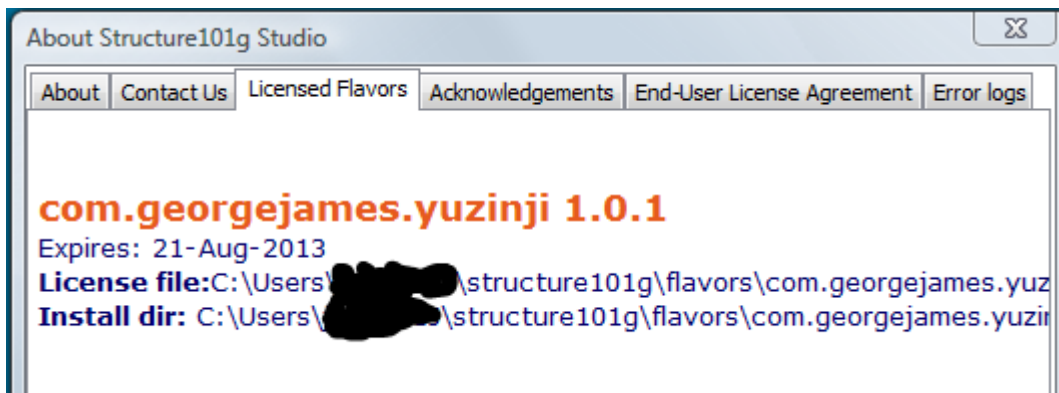 About Structure101g Studio
About Contact Us Licensed Flavors Acknowledgements End-User License Agreement Error logs
com.georgejames.yuzinji 1.0.1
Expires: 21-Aug-2013
License file:C:\Users\ \structure101g\flavors\com.georgejames.yuz
Install dir: C:\Users\ \structure101g\flavors\com.georgejames.yuzin